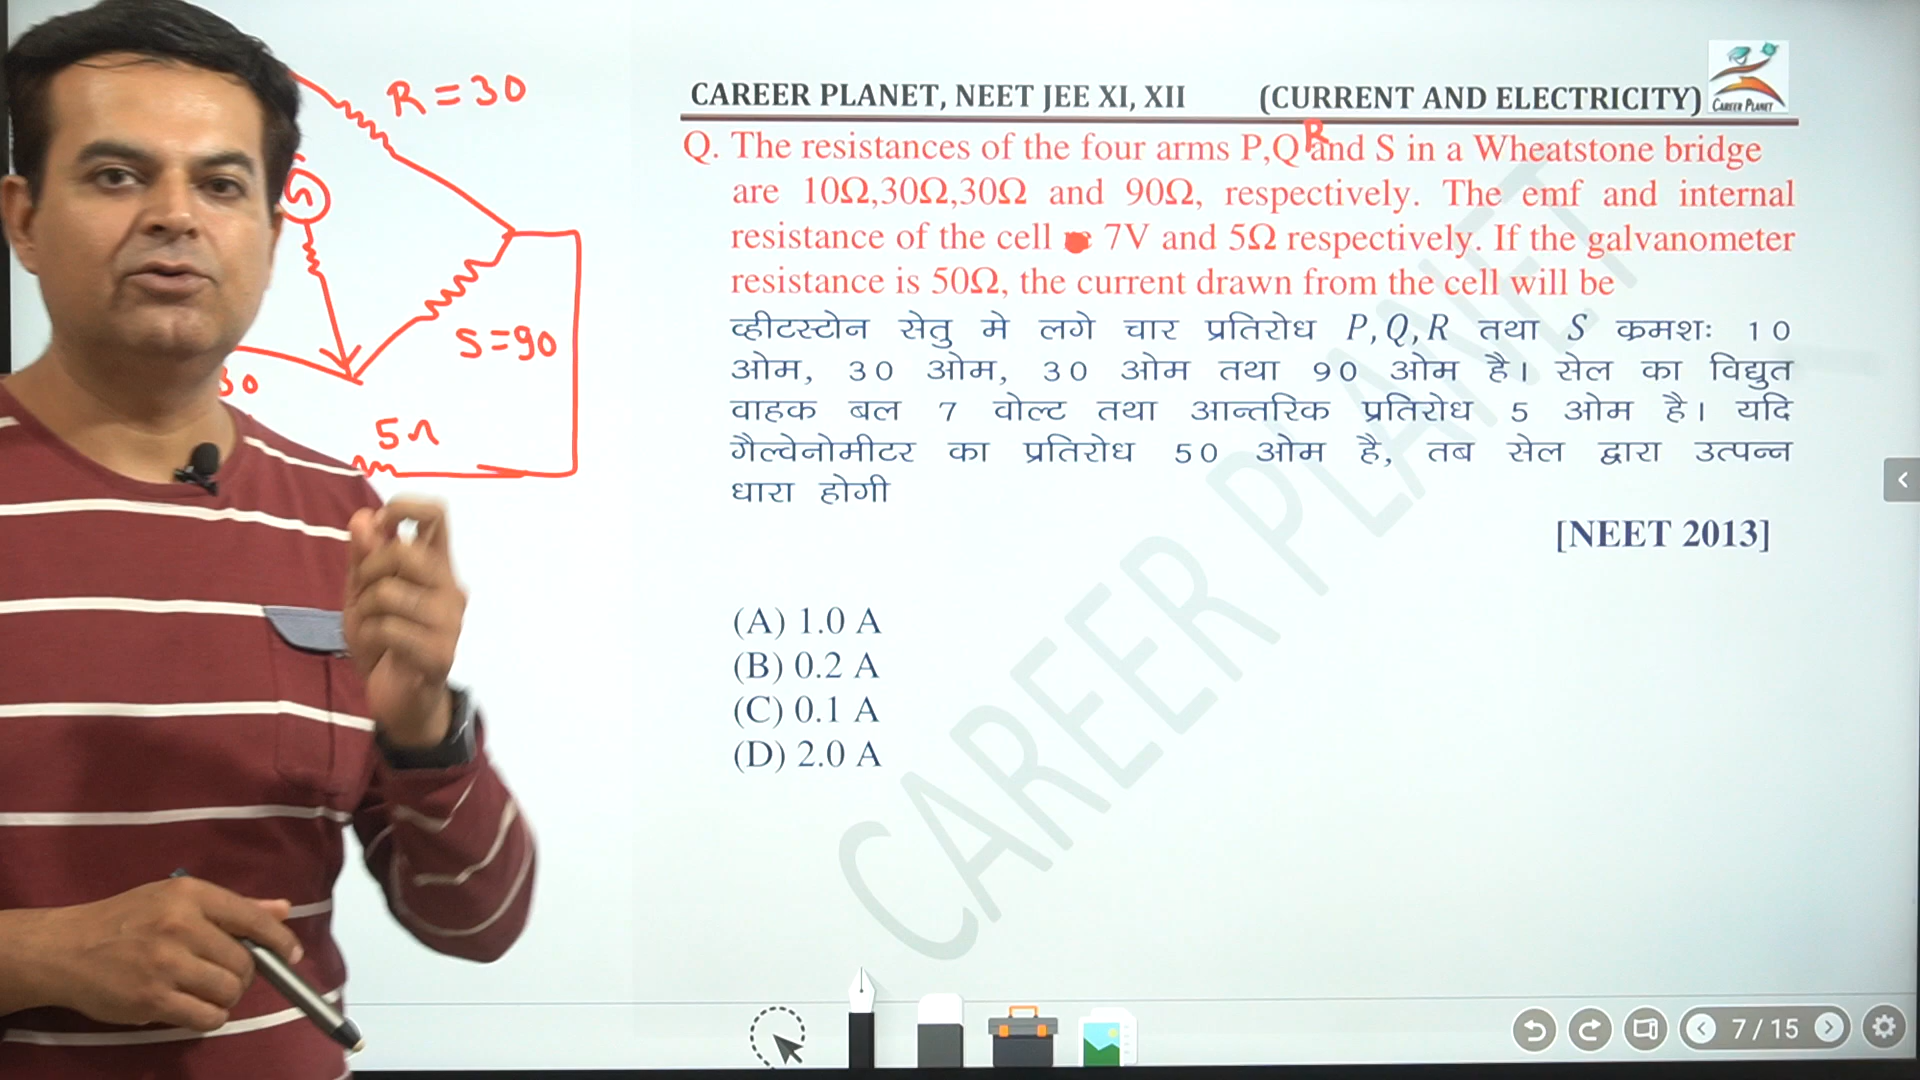 R = 30
S = 90
30
5Ω
CAREER PLANET, NEET JEE XI, XII (CURRENT AND ELECTRICITY)
CAREER PLANET
R
Q. The resistances of the four arms P,Q and S in a Wheatstone bridge
are 10Ω,30Ω,30Ω and 90Ω, respectively. The emf and internal
resistance of the cell 7V and 5Ω respectively. If the galvanometer
resistance is 50Ω, the current drawn from the cell will be
व्हीटस्टोन सेतु मे लगे चार प्रतिरोध P,Q,R तथा S क्रमशः 10
ओम, 30 ओम, 30 ओम तथा 90 ओम है। सेल का विद्युत
वाहक बल 7 वोल्ट तथा आन्तरिक प्रतिरोध 5 ओम है। यदि
गैल्वेनोमीटर का प्रतिरोध 50 ओम है, तब सेल द्वारा उत्पन्न
धारा होगी
[NEET 2013]
(A) 1.0 A
(B) 0.2 A
(C) 0.1 A
(D) 2.0 A
CAREER PLANET
7 / 15